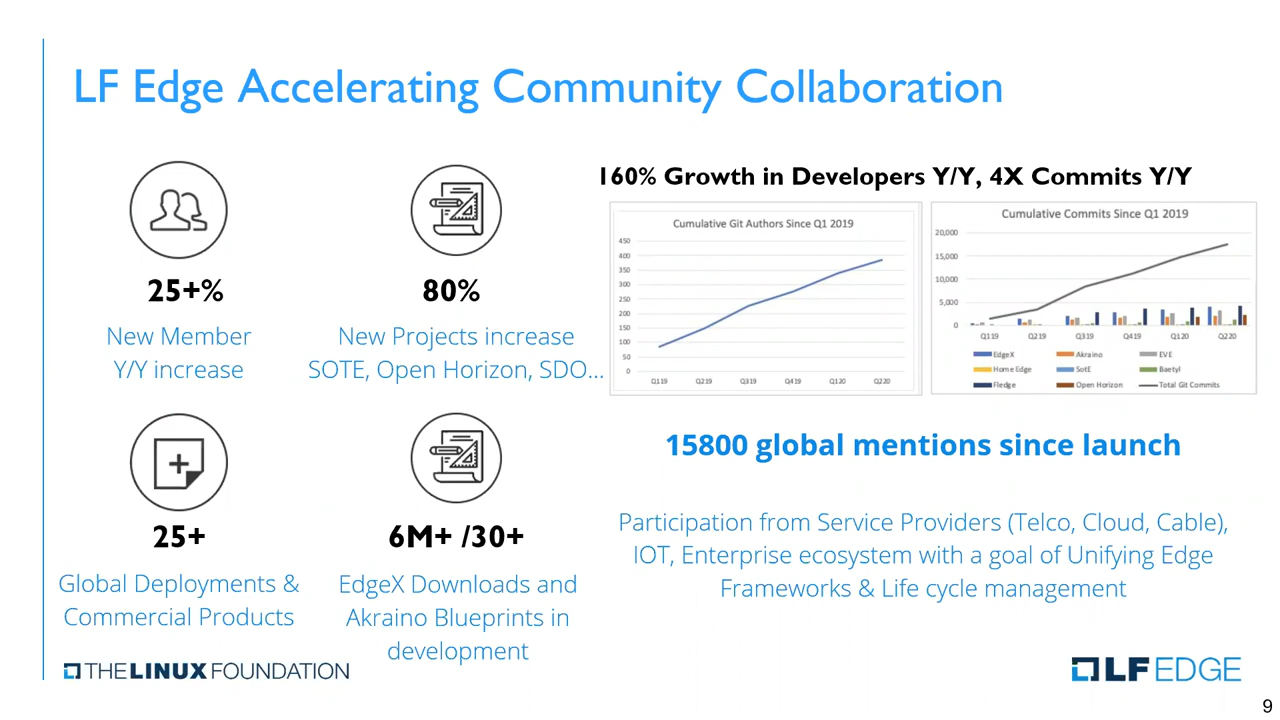 LF Edge Accelerating Community Collaboration
25+%
New Member
Y/Y increase
80%
New Projects increase
SOTE, Open Horizon, SDO...
25+
Global Deployments &
Commercial Products
6M+ /30+
EdgeX Downloads and
Akraino Blueprints in
development
160% Growth in Developers Y/Y, 4X Commits Y/Y
Cumulative Git Authors Since Q1 2019
450
400
350
300
250
200
150
100
50
0
Q119 Q219 Q319 Q419 Q120 Q220
Cumulative Commits Since Q1 2019
20,000
15,000
10,000
5,000
0
Q119 Q219 Q319 Q419 Q120 Q220
EdgeX Akraino EVE
Home Edge SotE Baetyl
Fledge Open Horizon Total Git Commits
15800 global mentions since launch
Participation from Service Providers (Telco, Cloud, Cable),
IOT, Enterprise ecosystem with a goal of Unifying Edge
Frameworks & Life cycle management
THE LINUX FOUNDATION
LF EDGE
9